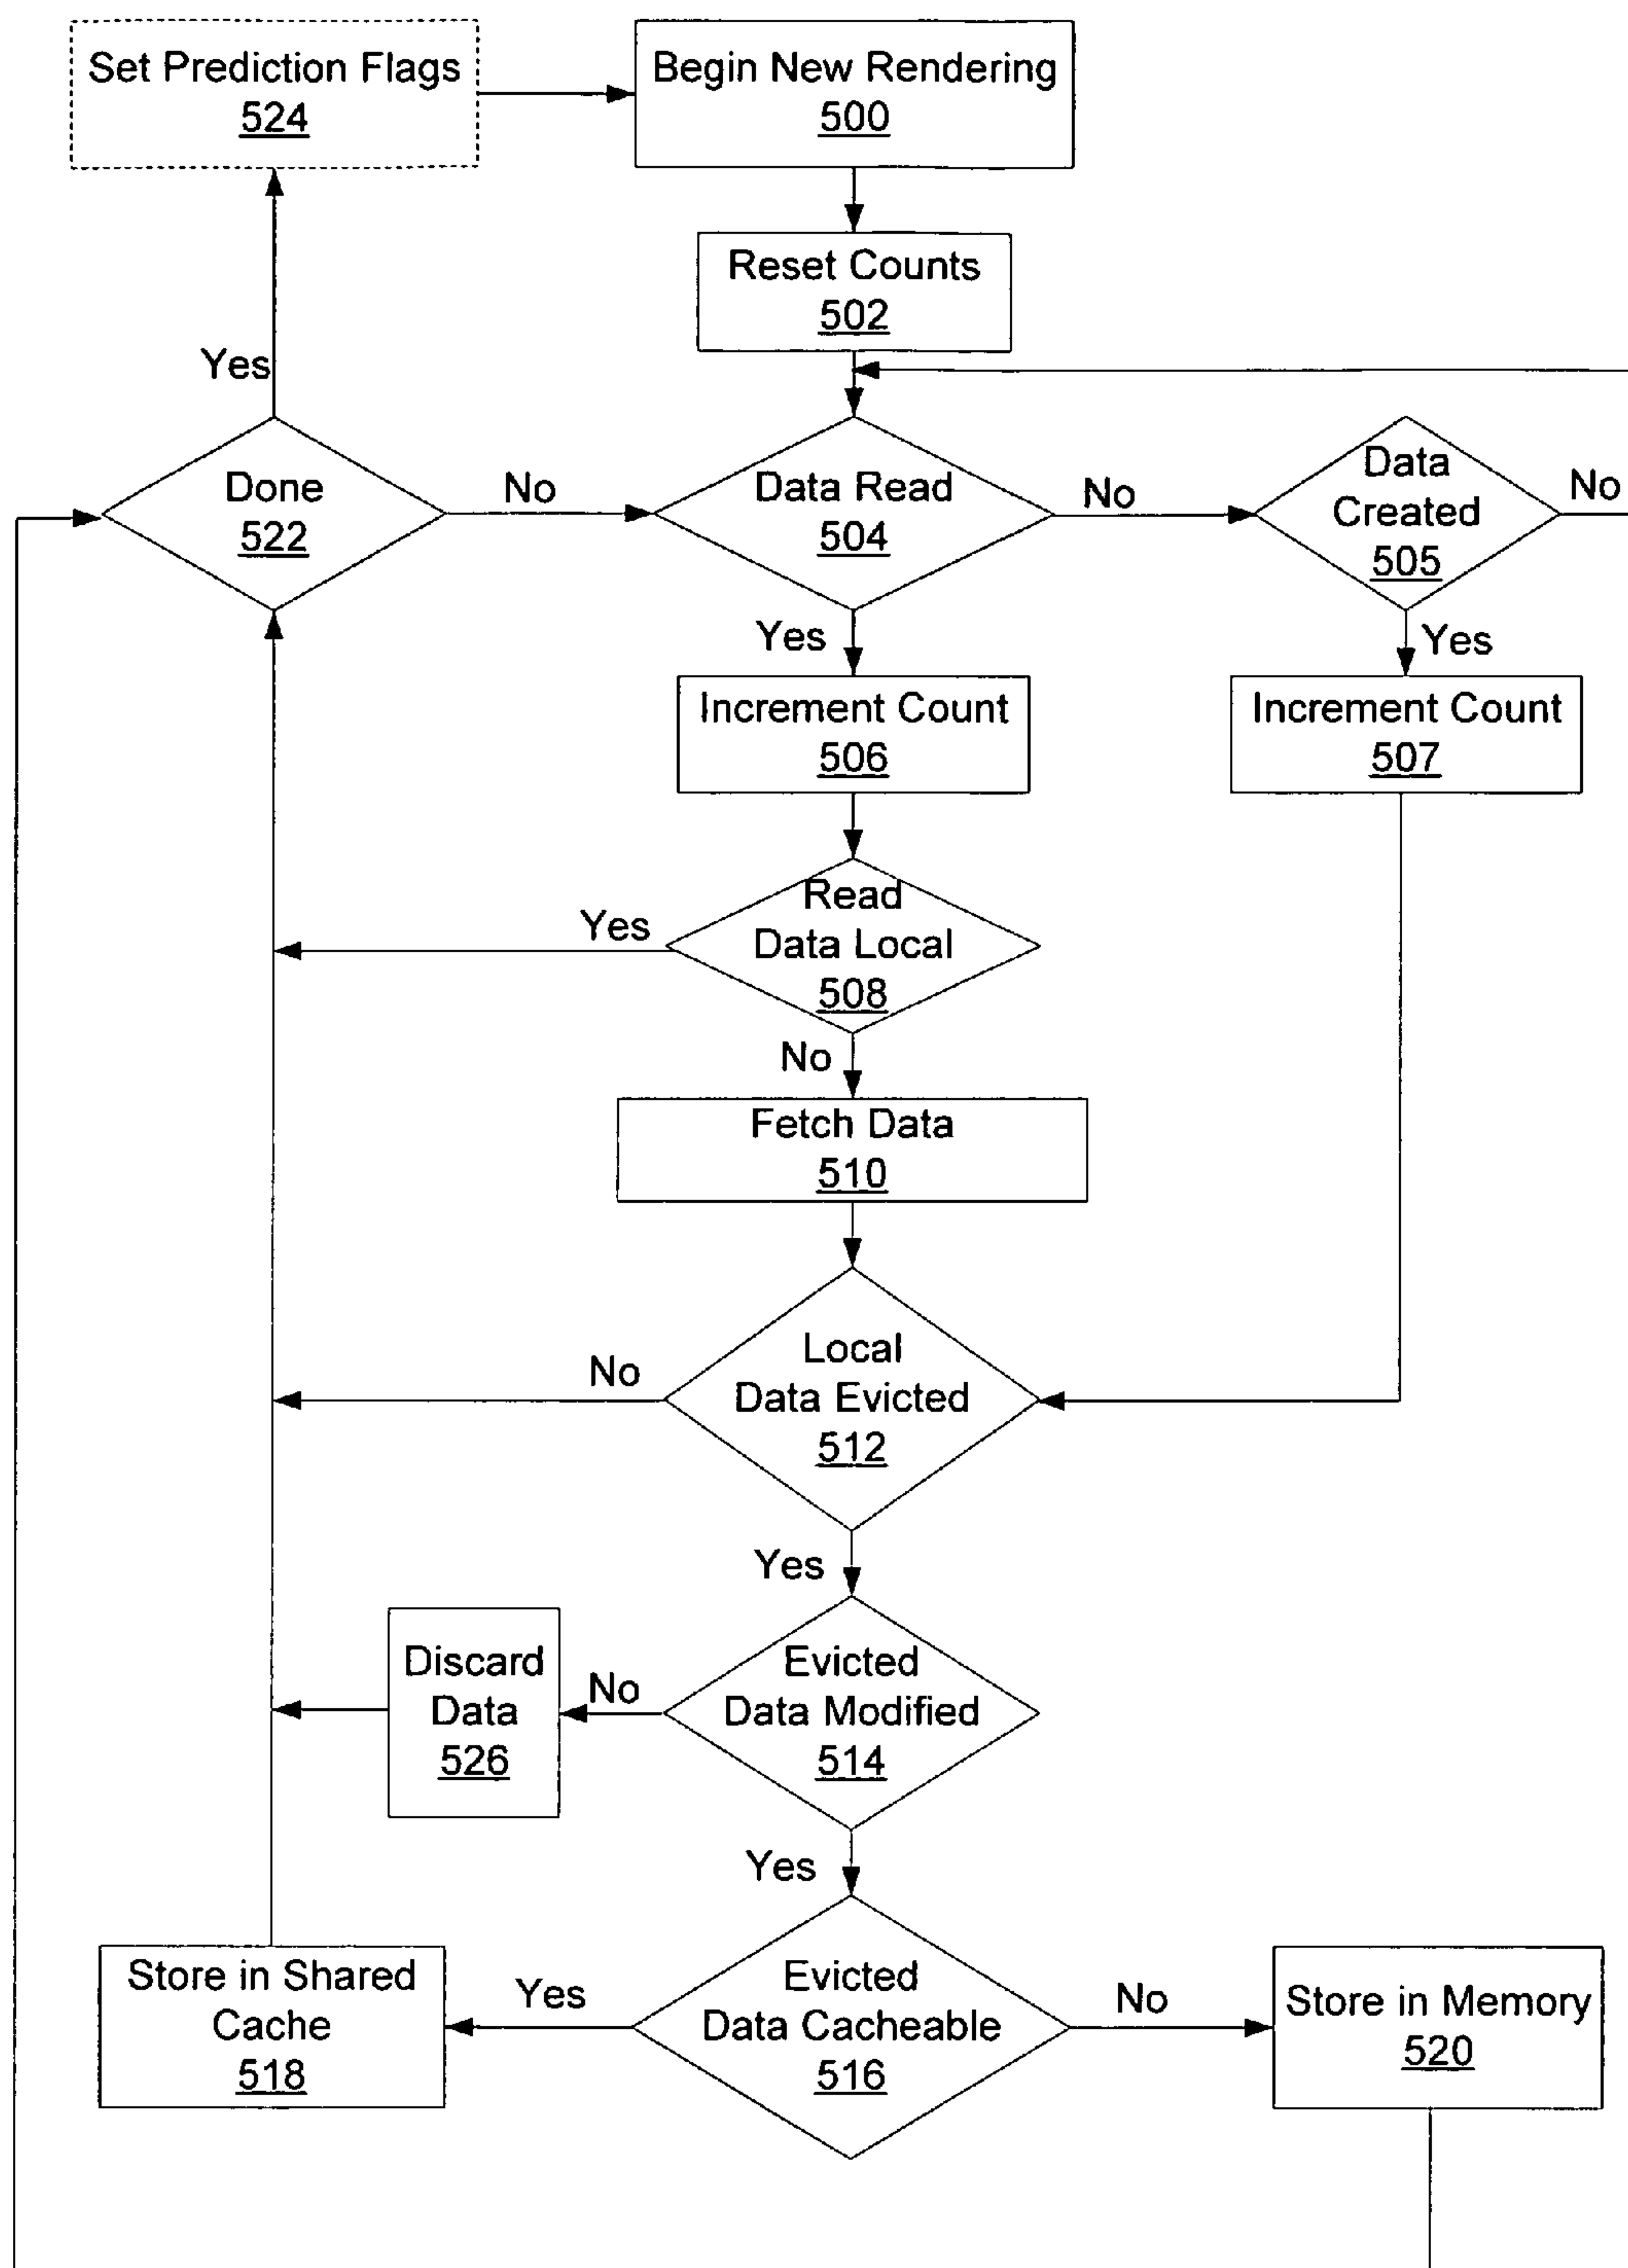 Set Prediction Flags
524
Begin New Rendering
500
Reset Counts
502
Yes
Done
522
No
Data Read
504
No
Data
Created
505
No
Yes
Yes
Increment Count
506
Increment Count
507
Read
Data Local
508
Yes
No
Fetch Data
510
Local
Data Evicted
512
No
Yes
Discard
Data
526
No
Evicted
Data Modified
514
Yes
Store in Shared
Cache
518
Yes
Evicted
Data Cacheable
516
No
Store in Memory
520